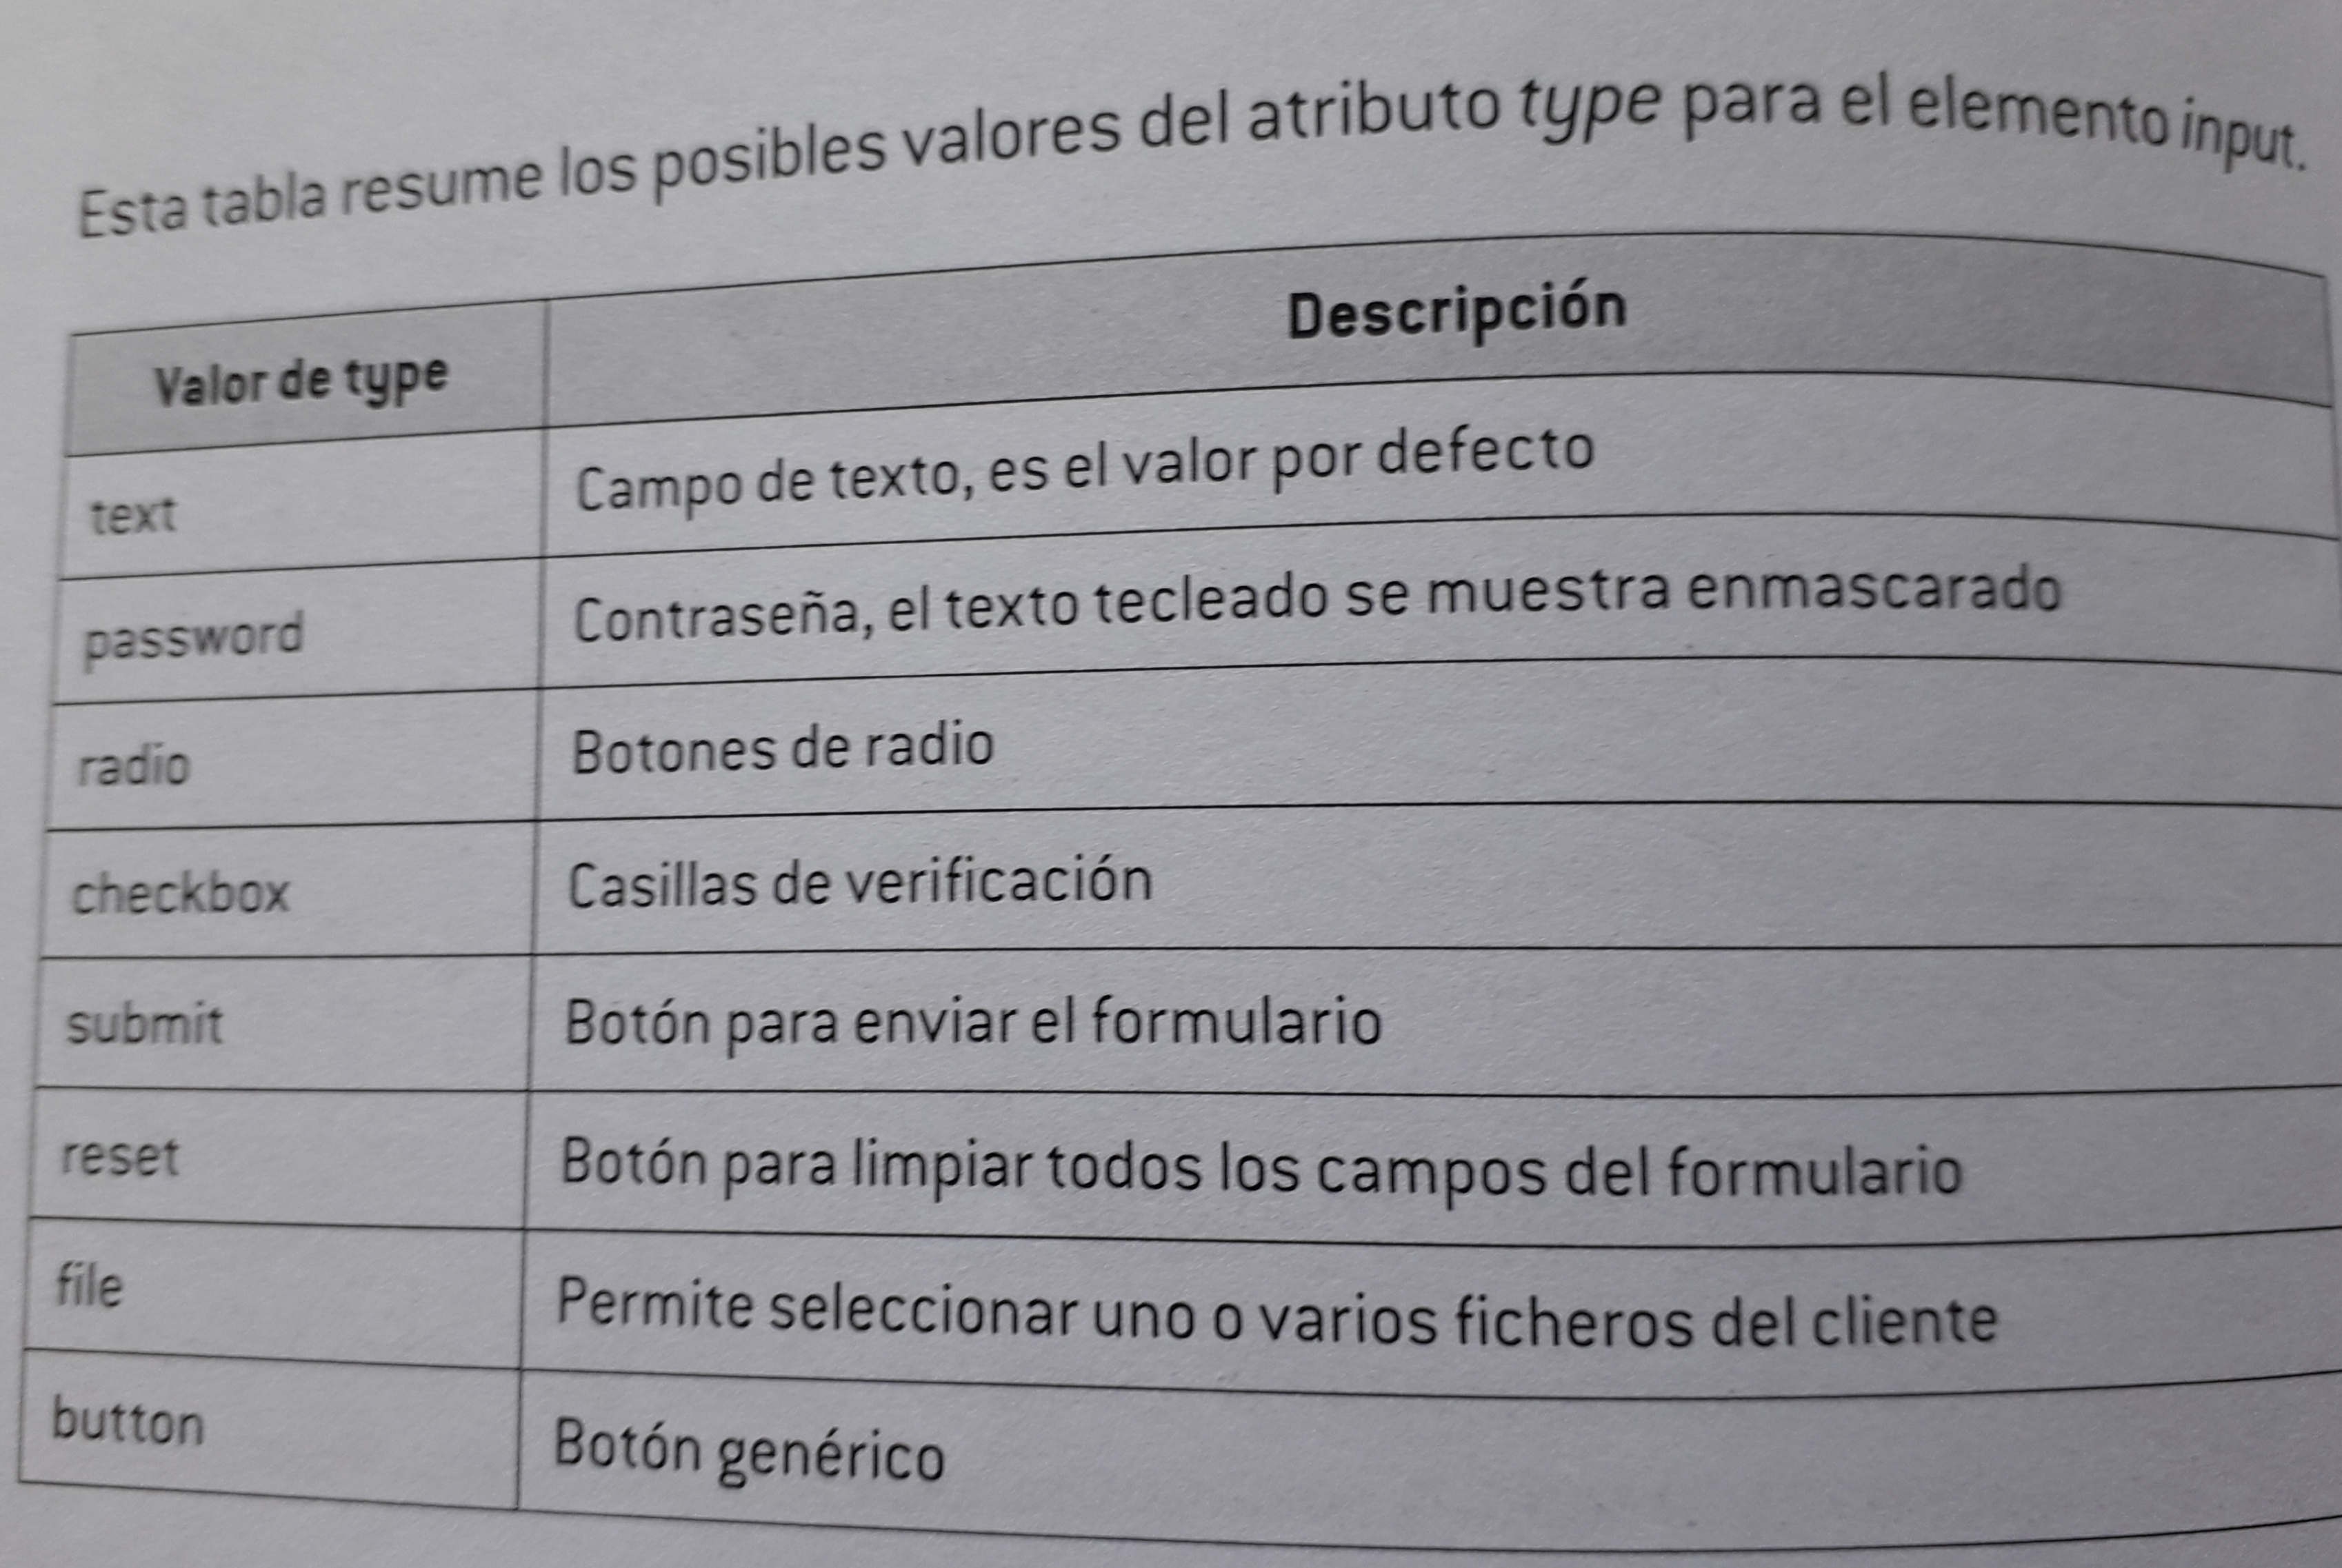 Esta tabla resume los posibles valores del atributo type para el elemento input.
Valor de type Descripción
text Campo de texto, es el valor por defecto
password Contraseña, el texto tecleado se muestra enmascarado
radio Botones de radio
checkbox Casillas de verificación
submit Botón para enviar el formulario
reset Botón para limpiar todos los campos del formulario
file Permite seleccionar uno o varios ficheros del cliente
button Botón genérico